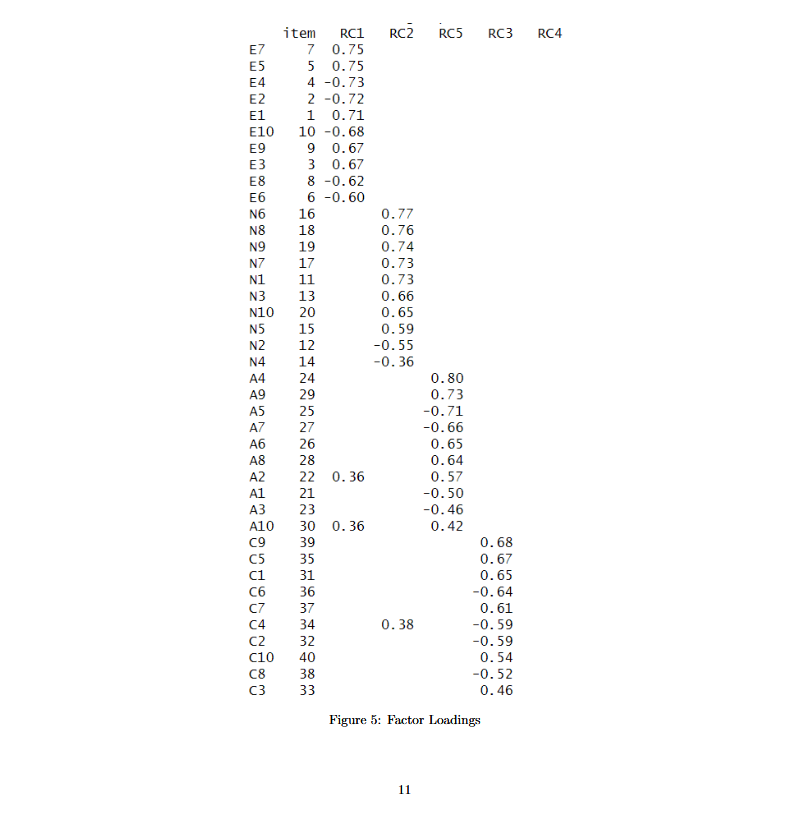 item RC1 RC2 RC5 RC3 RC4
E7 7 0.75
E5 5 0.75
E4 4 -0.73
E2 2 -0.72
E1 1 0.71
E10 10 -0.68
E9 9 0.67
E3 3 0.67
E8 8 -0.62
E6 6 -0.60
N6 16 0.77
N8 18 0.76
N9 19 0.74
N7 17 0.73
N1 11 0.73
N3 13 0.66
N10 20 0.65
N5 15 0.59
N2 12 -0.55
N4 14 -0.36
A4 24 0.80
A9 29 0.73
A5 25 -0.71
A7 27 -0.66
A6 26 0.65
A8 28 0.64
A2 22 0.36 0.57
A1 21 -0.50
A3 23 -0.46
A10 30 0.36 0.42
C9 39 0.68
C5 35 0.67
C1 31 0.65
C6 36 -0.64
C7 37 0.61
C4 34 0.38 -0.59
C2 32 -0.59
C10 40 0.54
C8 38 -0.52
C3 33 0.46
Figure 5: Factor Loadings
11